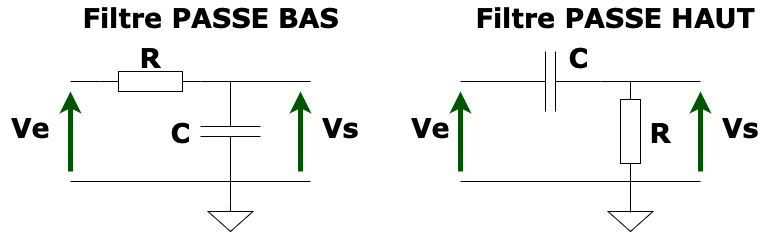 Filtre PASSE BAS
R
Ve
C
Vs
Filtre PASSE HAUT
C
Ve
R
Vs